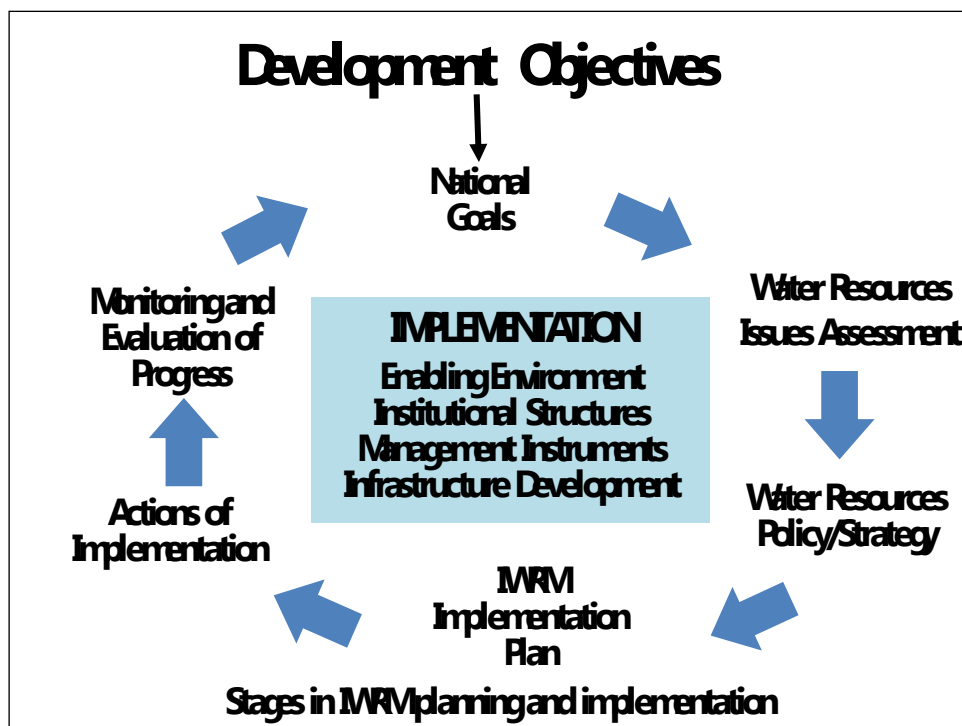 Development Objectives
National
Goals
Water Resources
Issues Assessment
Water Resources
Policy/Strategy
IWRM
Implementation
Plan
Actions of
Implementation
Monitoring and
Evaluation of
Progress
IMPLEMENTATION
Enabling Environment
Institutional Structures
Management Instruments
Infrastructure Development
Stages in IWRM planning and implementation